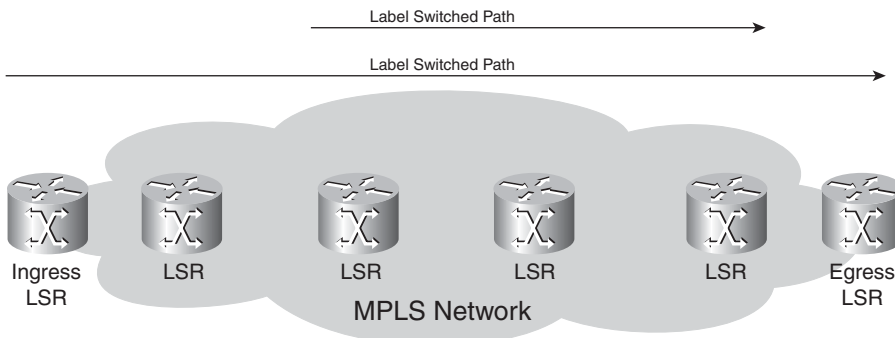 Label Switched Path
Label Switched Path
Ingress
LSR
LSR
LSR
LSR
LSR
Egress
LSR
MPLS Network